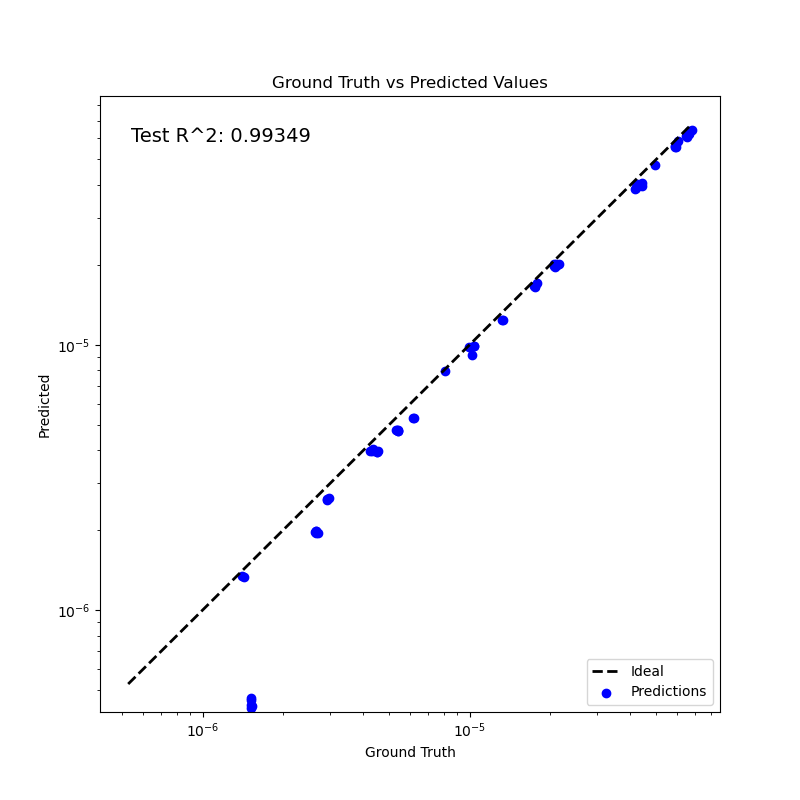 Ground Truth vs Predicted Values
Test R^2: 0.99349
10⁻⁵
10⁻⁶
Predicted
10⁻⁶
10⁻⁵
Ground Truth
Ideal
Predictions